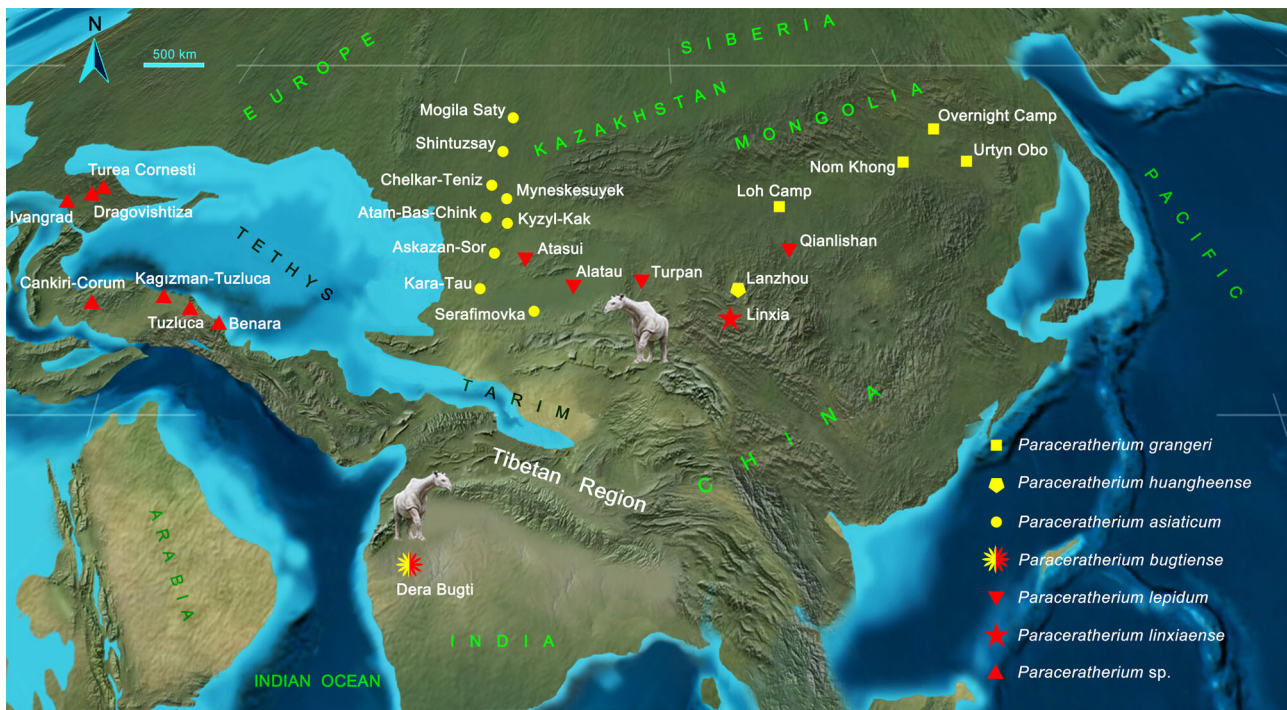 N
500 km
EUROPE
SIBERIA
KAZAKHSTAN
MONGOLIA
PACIFIC
Mogila Saty
Shintuzsay
Chelkar-Teniz
Myneskesuyek
Atam-Bas-Chink
Kyzyl-Kak
Askazan-Sor
Atasui
Kara-Tau
Alatau
Serafimovka
Turpan
Overnight Camp
Nom Khong
Urtyn Obo
Loh Camp
Qianlishan
Lanzhou
Linxia
Turea Cornesti
Ivangrad
Dragovishtiza
TETHYS
Cankiri-Corum
Kagızman-Tuzluca
Tuzluca
Benara
TARIM
Tibetan Region
CHINA
ARABIA
Dera Bugti
INDIA
INDIAN OCEAN
Paraceratherium grangeri
Paraceratherium huangheense
Paraceratherium asiaticum
Paraceratherium bugtiense
Paraceratherium lepidum
Paraceratherium linxiaense
Paraceratherium sp.